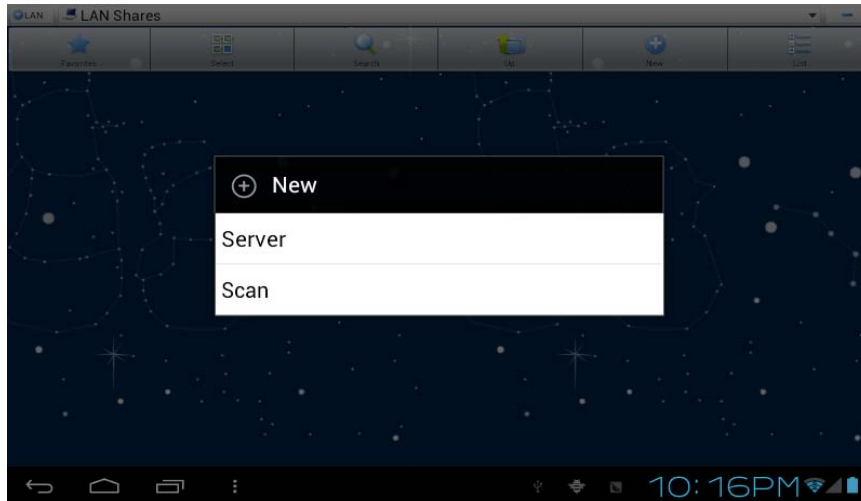 LAN
LAN Shares
Favorites
Select
Search
Up
New
List
New
Server
Scan
10:16PM